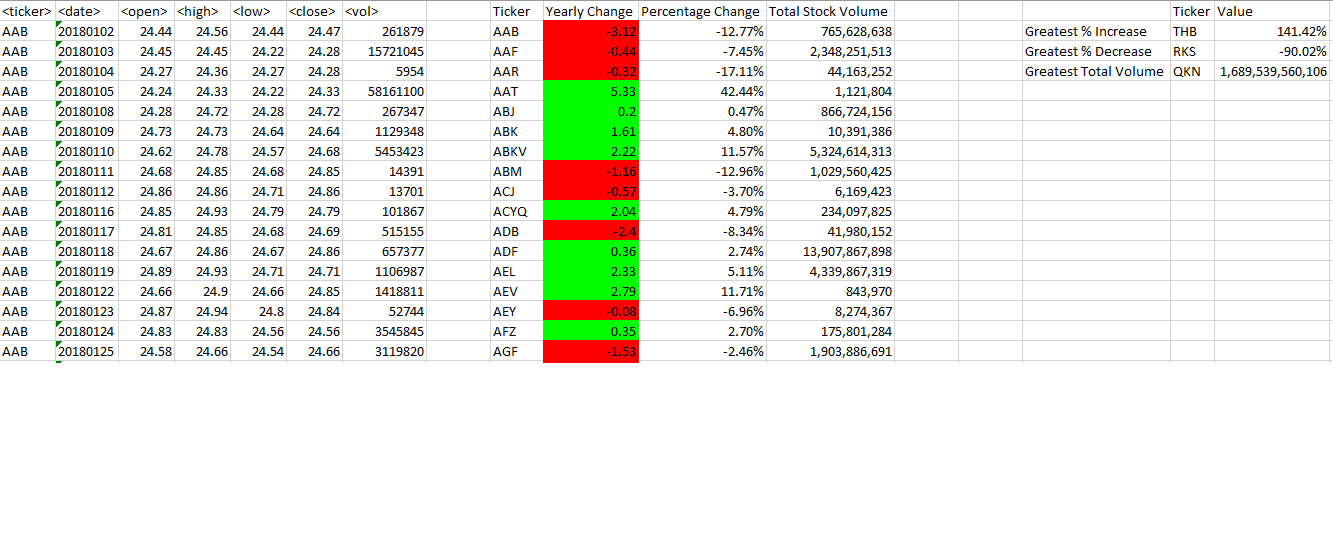 <ticker> <date> <open> <high> <low> <close> <vol> Ticker Yearly Change Percentage Change Total Stock Volume Ticker Value
AAB 20180102 24.44 24.56 24.44 24.47 261879 AAB -3.12 -12.77% 765,628,638 Greatest % Increase THB 141.42%
AAB 20180103 24.45 24.45 24.22 24.28 15721045 AAF -0.44 -7.45% 2,348,251,513 Greatest % Decrease RKS -90.02%
AAB 20180104 24.27 24.36 24.27 24.28 5954 AAR -0.32 -17.11% 44,163,252 Greatest Total Volume QKN 1,689,539,560,106
AAB 20180105 24.24 24.33 24.22 24.33 58161100 AAT 5.33 42.44% 1,121,804
AAB 20180108 24.28 24.72 24.28 24.72 267347 ABJ 0.2 0.47% 866,724,156
AAB 20180109 24.73 24.73 24.64 24.64 1129348 ABK 1.61 4.80% 10,391,386
AAB 20180110 24.62 24.78 24.57 24.68 5453423 ABKV 2.22 11.57% 5,324,614,313
AAB 20180111 24.68 24.85 24.68 24.85 14391 ABM -1.16 -12.96% 1,029,560,425
AAB 20180112 24.86 24.86 24.71 24.86 13701 ACJ -0.57 -3.70% 6,169,423
AAB 20180116 24.85 24.93 24.79 24.79 101867 ACYQ 2.04 4.79% 234,097,825
AAB 20180117 24.81 24.85 24.68 24.69 515155 ADB -2.4 -8.34% 41,980,152
AAB 20180118 24.67 24.86 24.67 24.86 657377 ADF 0.36 2.74% 13,907,867,898
AAB 20180119 24.89 24.93 24.71 24.71 1106987 AEL 2.33 5.11% 4,339,867,319
AAB 20180122 24.66 24.9 24.66 24.85 1418811 AEV 2.79 11.71% 843,970
AAB 20180123 24.87 24.94 24.8 24.84 52744 AEY -0.08 -6.96% 8,274,367
AAB 20180124 24.83 24.83 24.56 24.56 3545845 AFZ 0.35 2.70% 175,801,284
AAB 20180125 24.58 24.66 24.54 24.66 3119820 AGF -1.53 -2.46% 1,903,886,691